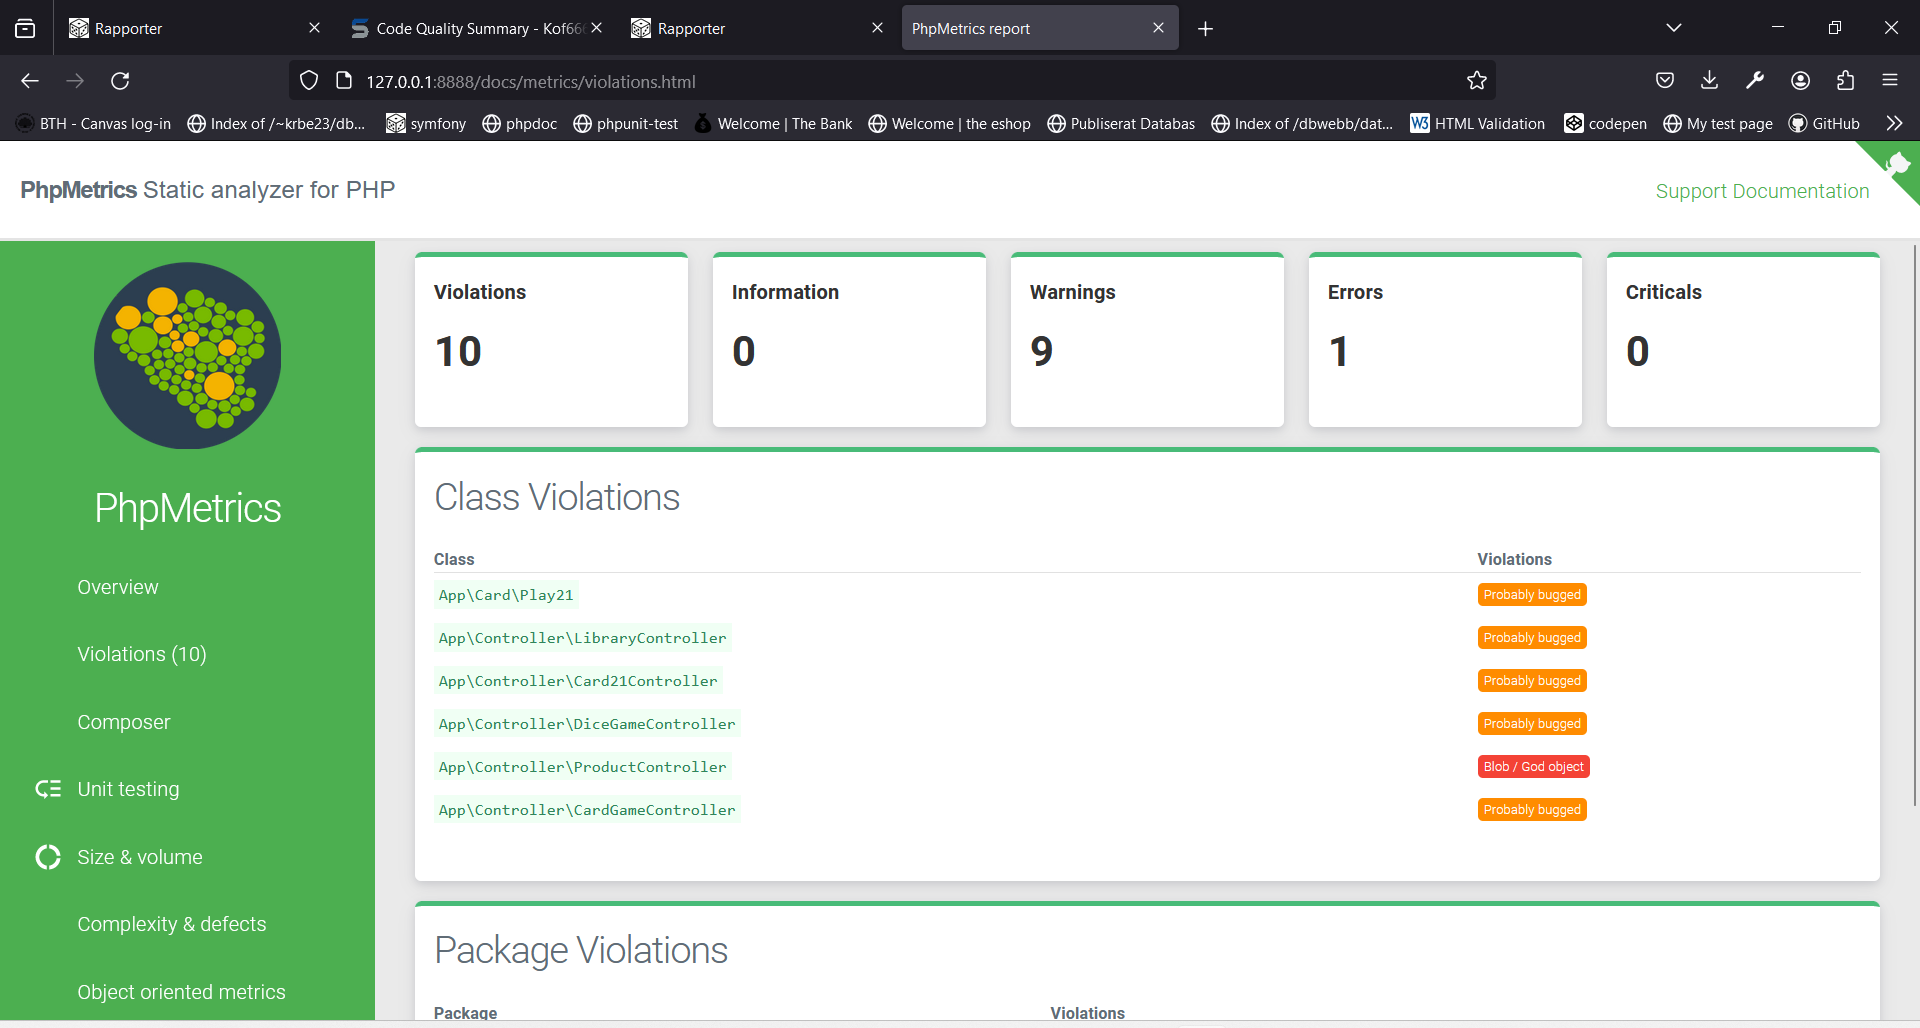 Rapporter
Code Quality Summary - Kof66
Rapporter
PhpMetrics report
127.0.0.1:8888/docs/metrics/violations.html
BTH - Canvas log-in
Index of /~krbe23/db...
symfony
phpdoc
phpunit-test
Welcome | The Bank
Welcome | the eshop
Publiserat Databas
Index of /dbwebb/dat...
W3 HTML Validation
codepen
My test page
GitHub
PhpMetrics Static analyzer for PHP
Support Documentation
PhpMetrics
Overview
Violations (10)
Composer
Unit testing
Size & volume
Complexity & defects
Object oriented metrics
Violations
10
Information
0
Warnings
9
Errors
1
Criticals
0
Class Violations
Class Violations
App\Card\Play21 Probably bugged
App\Controller\LibraryController Probably bugged
App\Controller\Card21Controller Probably bugged
App\Controller\DiceGameController Probably bugged
App\Controller\ProductController Blob / God object
App\Controller\CardGameController Probably bugged
Package Violations
Package Violations